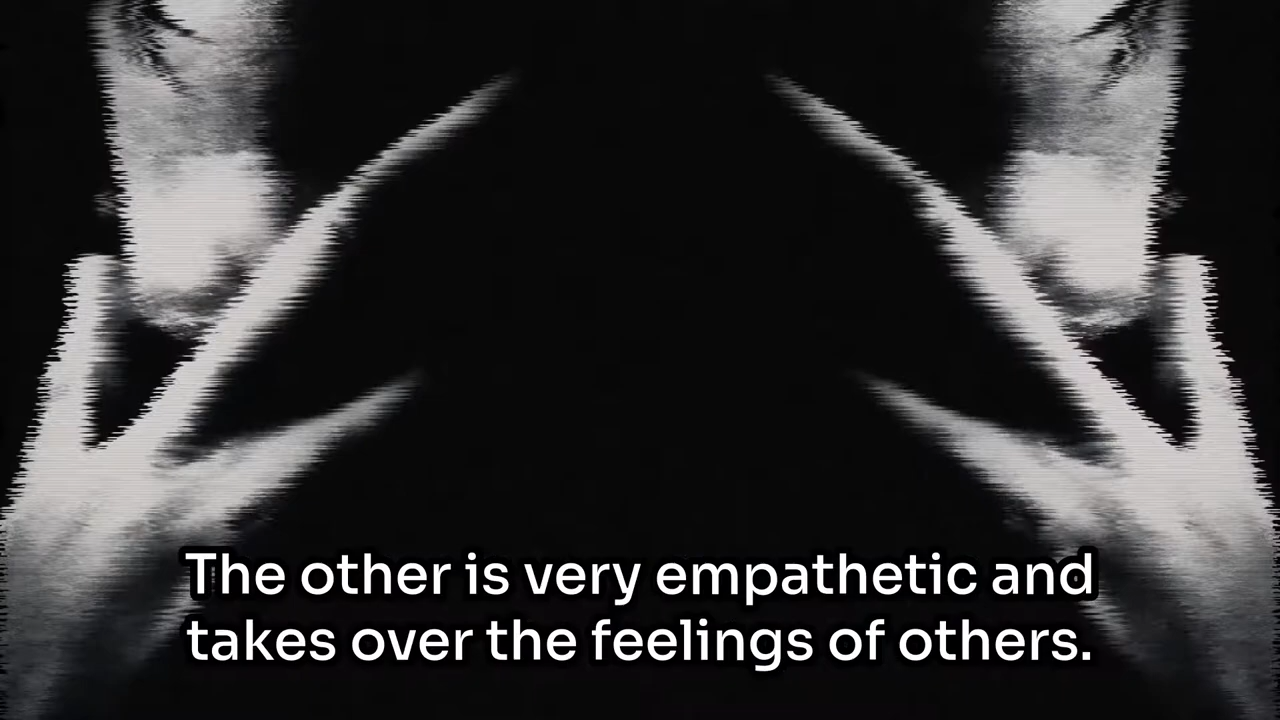 The other is very empathetic and
takes over the feelings of others.